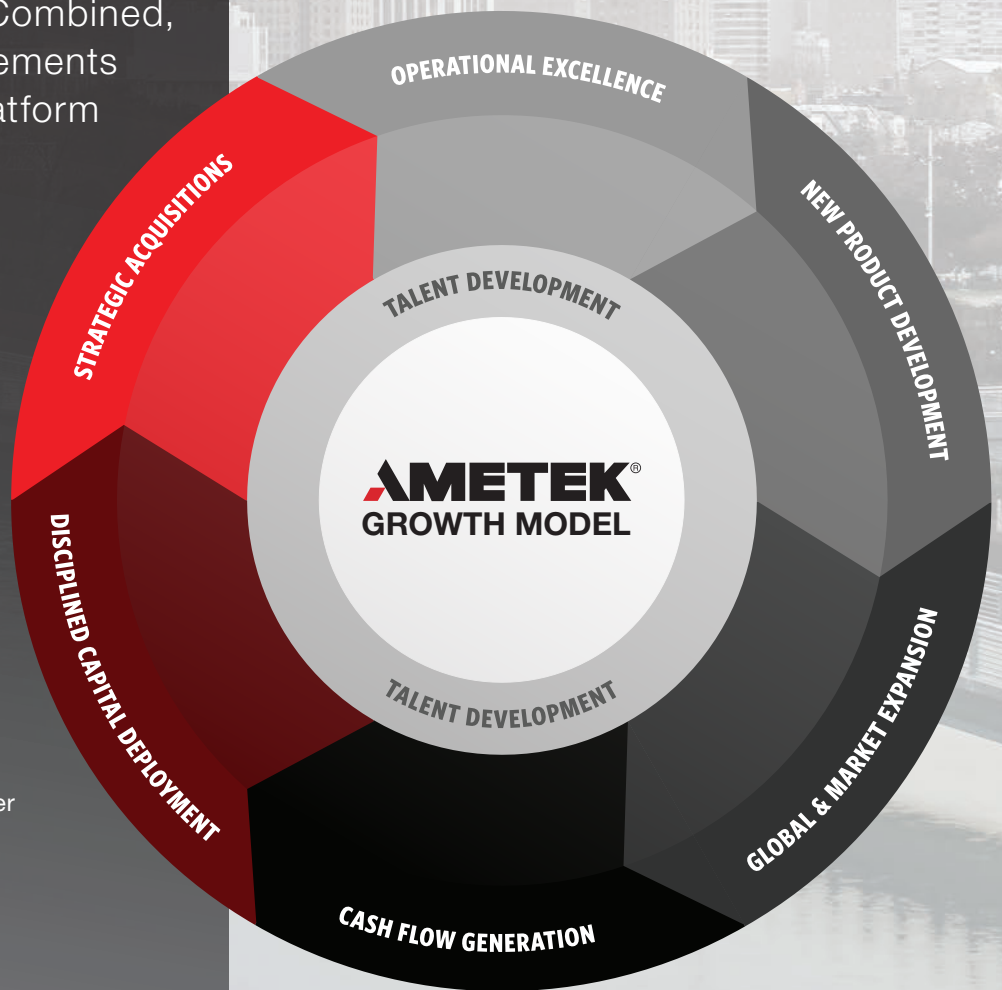 Combined,
ements
atform
OPERATIONAL EXCELLENCE
NEW PRODUCT DEVELOPMENT
GLOBAL & MARKET EXPANSION
CASH FLOW GENERATION
DISCIPLINED CAPITAL DEPLOYMENT
STRATEGIC ACQUISITIONS
TALENT DEVELOPMENT
AMETEK®
GROWTH MODEL
TALENT DEVELOPMENT
er